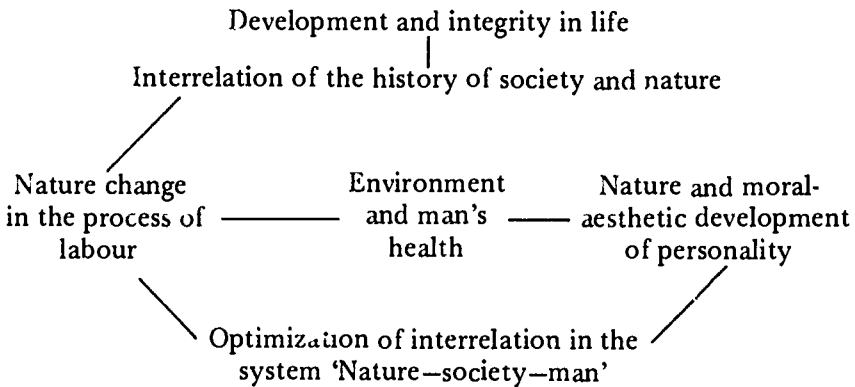 Development and integrity in life
Interrelation of the history of society and nature
Nature change
in the process of
labour
Environment
and man's
health
Nature and moral-
aesthetic development
of personality
Optimization of interrelation in the
system ‘Nature—society—man’